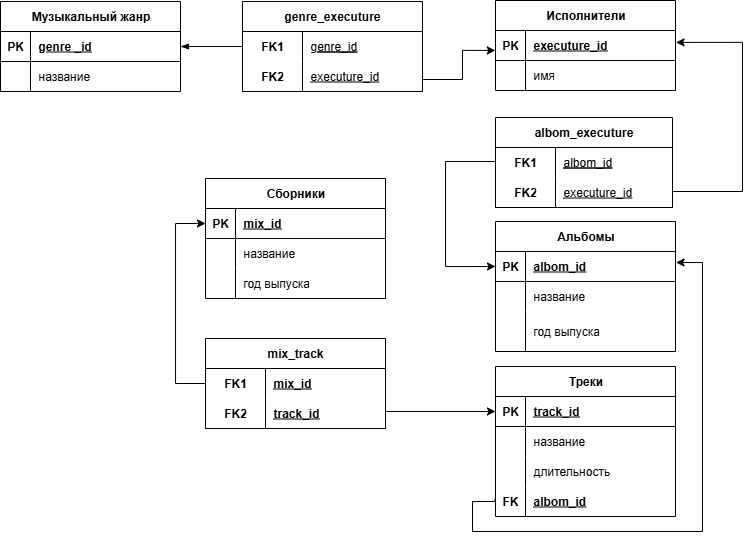 Музыкальный жанр
PK genre_id
название
genre_executure
FK1 genre_id
FK2 executure_id
Исполнители
PK executure_id
имя
albom_executure
FK1 albom_id
FK2 executure_id
Сборники
PK mix_id
название
год выпуска
Альбомы
PK albom_id
название
год выпуска
mix_track
FK1 mix_id
FK2 track_id
Треки
PK track_id
название
длительность
FK albom_id